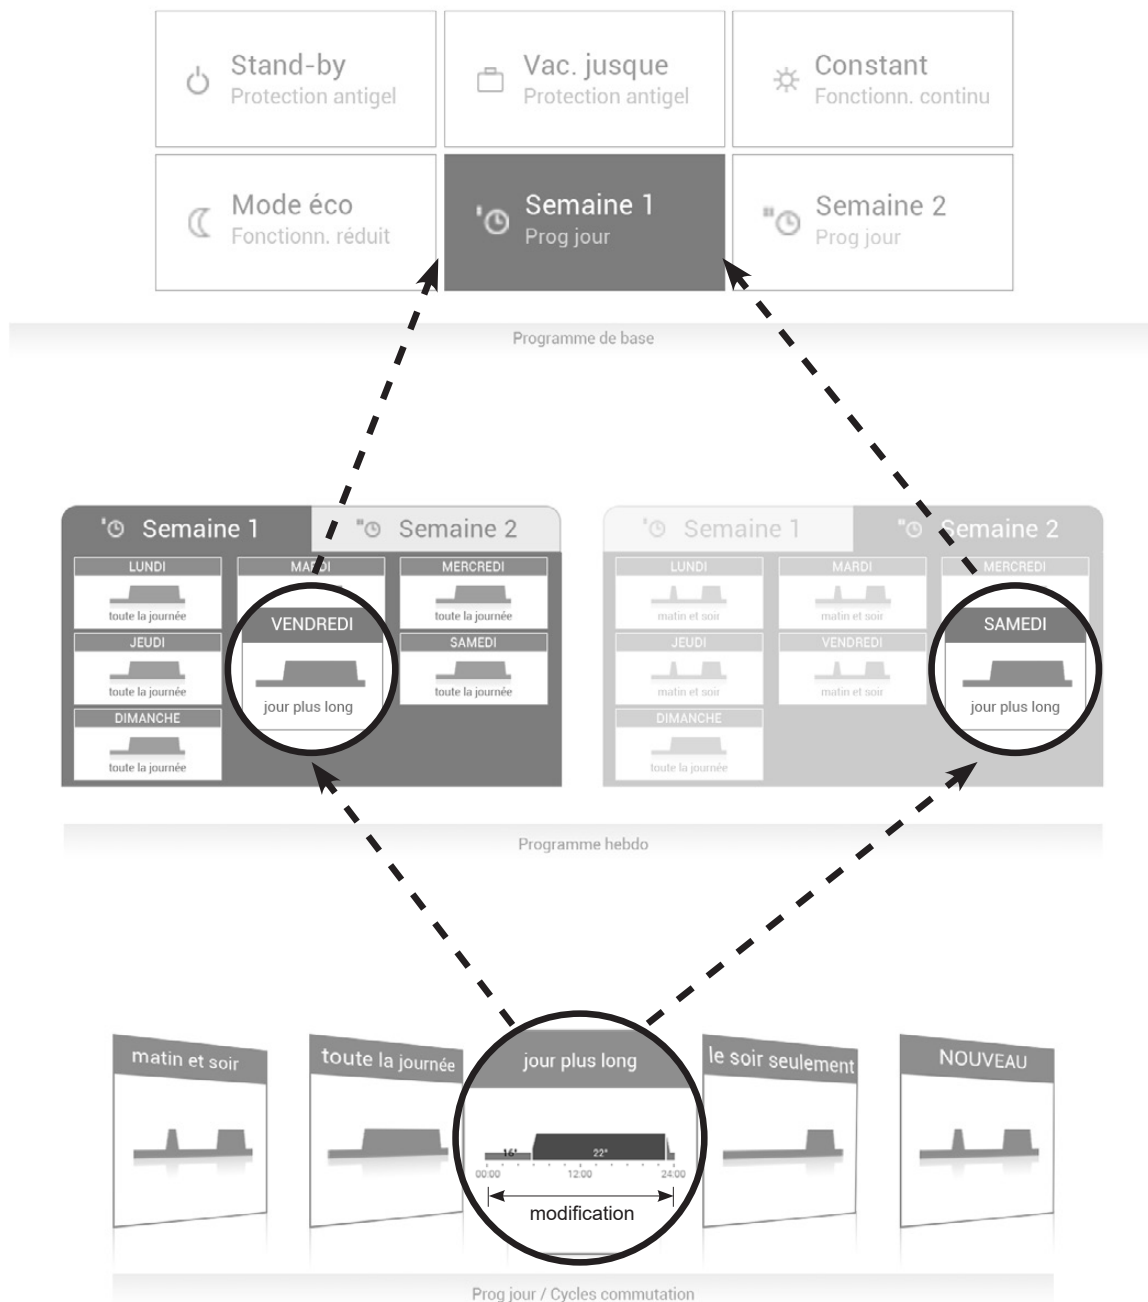 Stand-by
Protection antigel
Vac. jusque
Protection antigel
Constant
Fonctionn. continu
Mode éco
Fonctionn. réduit
Semaine 1
Prog jour
Semaine 2
Prog jour
Programme de base
Semaine 1
Semaine 2
LUNDI
toute la journée
MARDI
MERCREDI
toute la journée
JEUDI
toute la journée
VENDREDI
jour plus long
SAMEDI
toute la journée
DIMANCHE
toute la journée
Semaine 1
Semaine 2
LUNDI
matin et soir
MARDI
matin et soir
MERCREDI
JEUDI
matin et soir
VENDREDI
matin et soir
SAMEDI
jour plus long
DIMANCHE
toute la journée
Programme hebdo
matin et soir
toute la journée
jour plus long
16°
22°
00:00
12:00
24:00
modification
le soir seulement
NOUVEAU
Prog jour / Cycles commutation